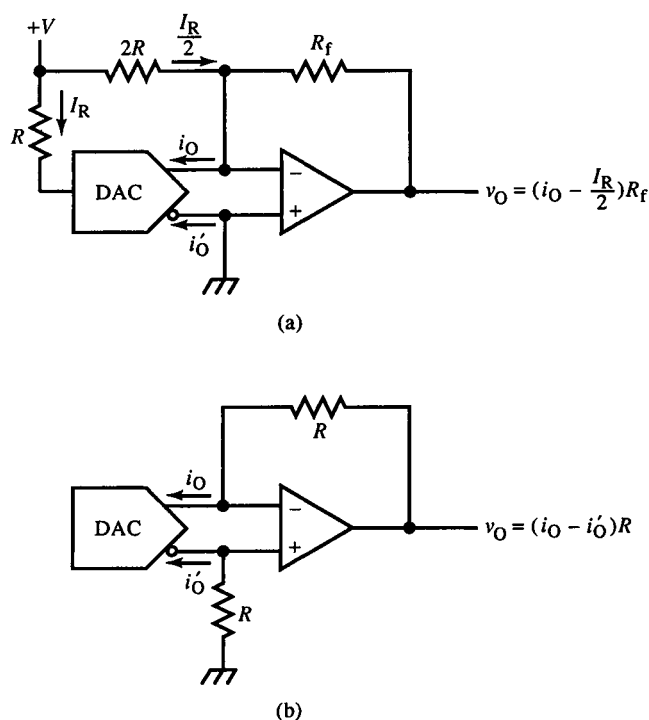 +V
2R
I_R/2
R_f
I_R
R
i_O
DAC
−
+
i′_O
v_O = (i_O − I_R/2)R_f
(a)
R
i_O
DAC
−
+
i′_O
R
v_O = (i_O − i′_O)R
(b)